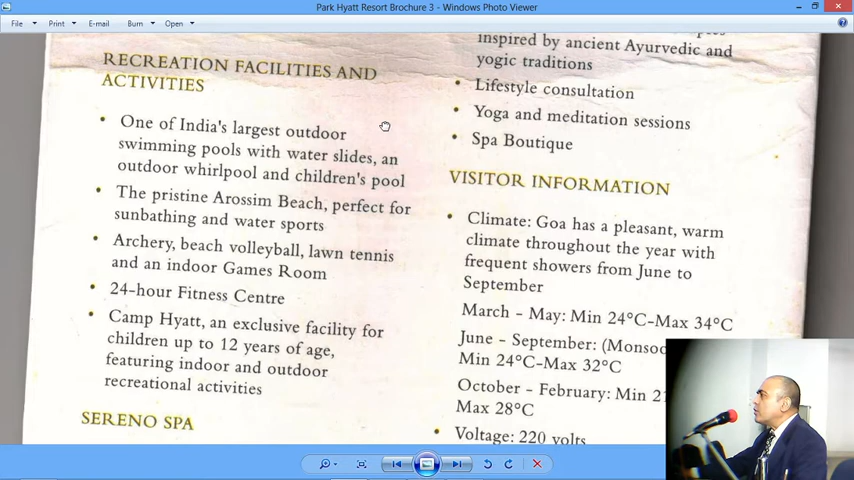 Park Hyatt Resort Brochure 3 - Windows Photo Viewer
File Print E-mail Burn Open
RECREATION FACILITIES AND
ACTIVITIES
• One of India's largest outdoor
swimming pools with water slides, an
outdoor whirlpool and children's pool
• The pristine Arossim Beach, perfect for
sunbathing and water sports
• Archery, beach volleyball, lawn tennis
and an indoor Games Room
• 24-hour Fitness Centre
• Camp Hyatt, an exclusive facility for
children up to 12 years of age,
featuring indoor and outdoor
recreational activities
SERENO SPA
inspired by ancient Ayurvedic and
yogic traditions
• Lifestyle consultation
• Yoga and meditation sessions
• Spa Boutique
VISITOR INFORMATION
• Climate: Goa has a pleasant, warm
climate throughout the year with
frequent showers from June to
September
March - May: Min 24°C-Max 34°C
June - September: (Monsoo
Min 24°C-Max 32°C
October - February: Min 2
Max 28°C
• Voltage: 220 volts